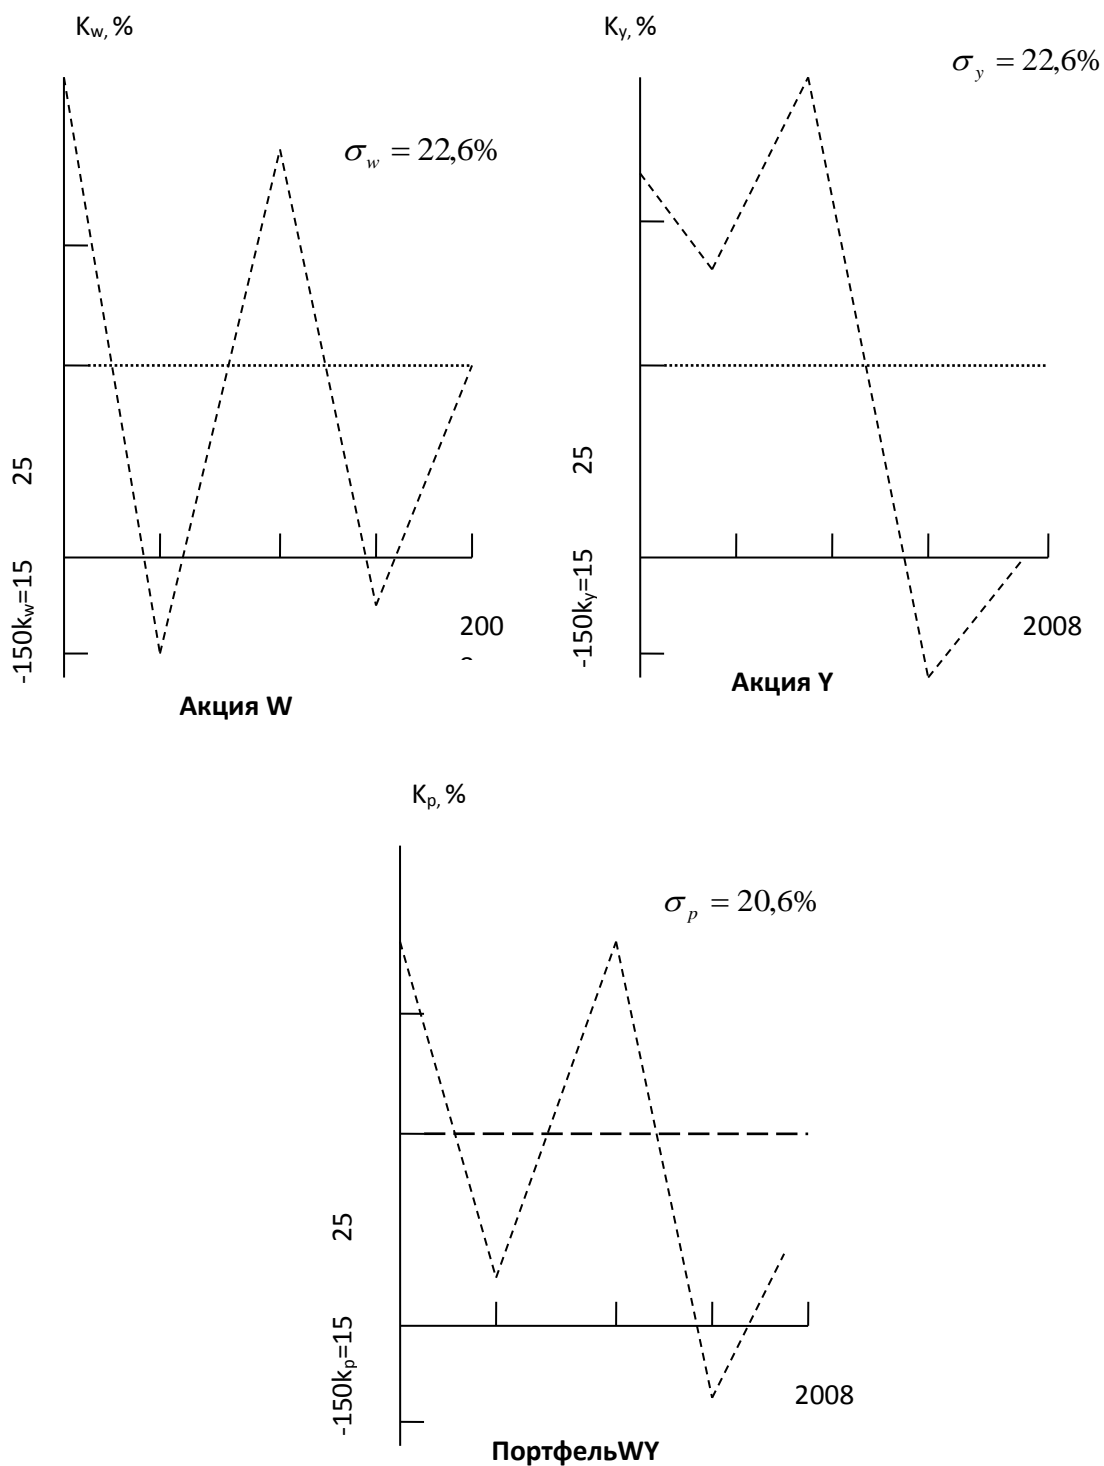 Kw, %
Ky, %
σy = 22,6%
σw = 22,6%
25
-150kw=15
200
Акция W
25
-150ky=15
2008
Акция Y
Kp, %
σp = 20,6%
25
-150kp=15
2008
ПортфельWY